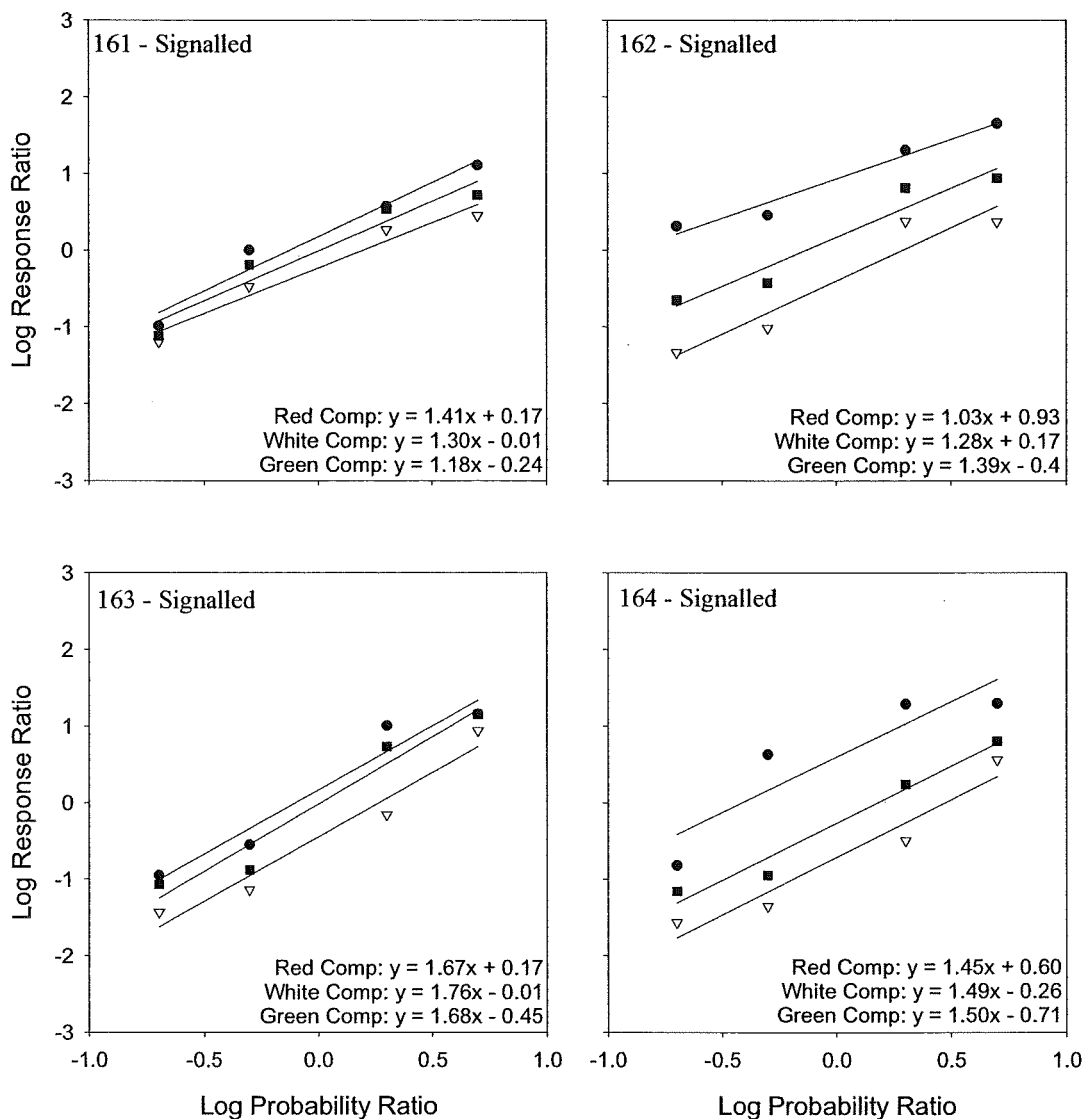 3
161 - Signalled
162 - Signalled
2
1
0
-1
-2
-3
Log Response Ratio
Red Comp: y = 1.41x + 0.17
White Comp: y = 1.30x - 0.01
Green Comp: y = 1.18x - 0.24
Red Comp: y = 1.03x + 0.93
White Comp: y = 1.28x + 0.17
Green Comp: y = 1.39x - 0.4
3
163 - Signalled
164 - Signalled
2
1
0
-1
-2
-3
Log Response Ratio
Red Comp: y = 1.67x + 0.17
White Comp: y = 1.76x - 0.01
Green Comp: y = 1.68x - 0.45
Red Comp: y = 1.45x + 0.60
White Comp: y = 1.49x - 0.26
Green Comp: y = 1.50x - 0.71
-1.0 -0.5 0.0 0.5 1.0
-1.0 -0.5 0.0 0.5 1.0
Log Probability Ratio
Log Probability Ratio